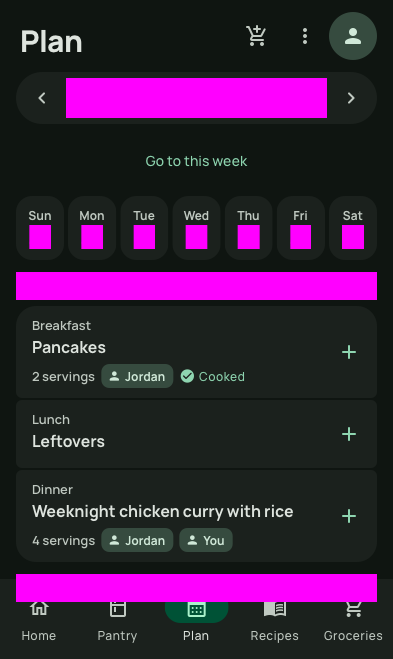 Plan
Go to this week
Sun Mon Tue Wed Thu Fri Sat
Breakfast
Pancakes
2 servings Jordan Cooked
Lunch
Leftovers
Dinner
Weeknight chicken curry with rice
4 servings Jordan You
Home Pantry Plan Recipes Groceries